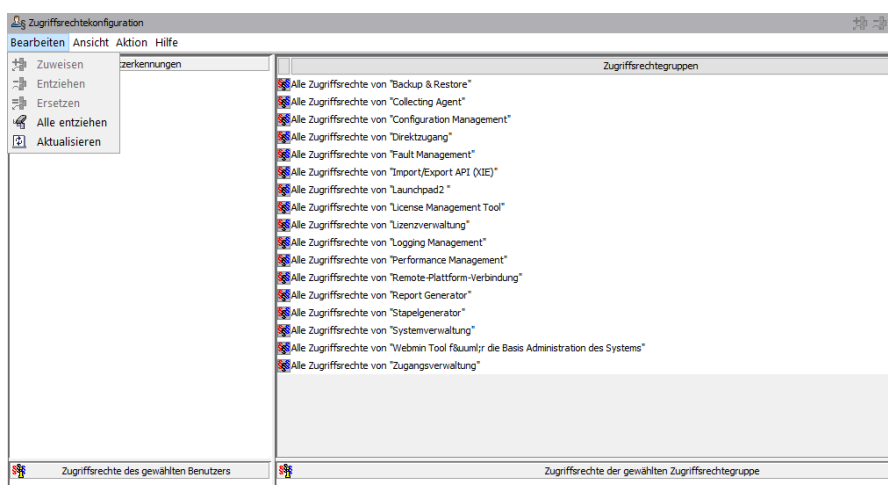 Zugriffsrechtekonfiguration
Bearbeiten Ansicht Aktion Hilfe
Zuweisen
Entziehen
Ersetzen
Alle entziehen
Aktualisieren
tzerkennungen
Zugriffsrechtegruppen
Alle Zugriffsrechte von "Backup & Restore"
Alle Zugriffsrechte von "Collecting Agent"
Alle Zugriffsrechte von "Configuration Management"
Alle Zugriffsrechte von "Direktzugang"
Alle Zugriffsrechte von "Fault Management"
Alle Zugriffsrechte von "Import/Export API (XIE)"
Alle Zugriffsrechte von "Launchpad2 "
Alle Zugriffsrechte von "License Management Tool"
Alle Zugriffsrechte von "Lizenzverwaltung"
Alle Zugriffsrechte von "Logging Management"
Alle Zugriffsrechte von "Performance Management"
Alle Zugriffsrechte von "Remote-Plattform-Verbindung"
Alle Zugriffsrechte von "Report Generator"
Alle Zugriffsrechte von "Stapelgenerator"
Alle Zugriffsrechte von "Systemverwaltung"
Alle Zugriffsrechte von "Webmin Tool f&uuml;r die Basis Administration des Systems"
Alle Zugriffsrechte von "Zugangsverwaltung"
Zugriffsrechte des gewählten Benutzers
Zugriffsrechte der gewählten Zugriffsrechtegruppe